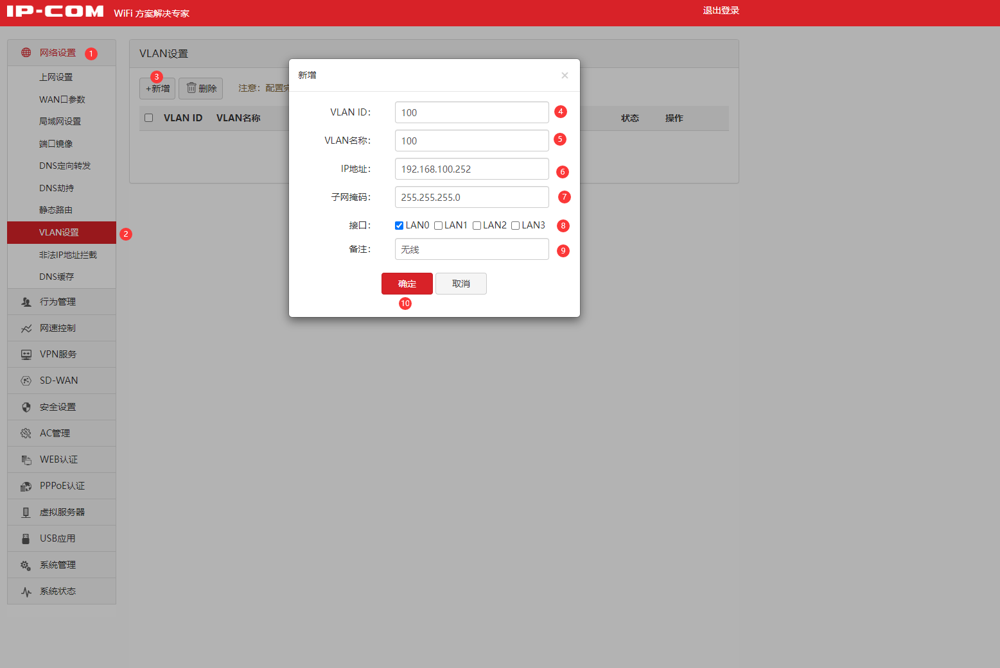 IP-COM WiFi 方案解决专家 退出登录
网络设置 1
上网设置
WAN口参数
局域网设置
端口镜像
DNS定向转发
DNS劫持
静态路由
VLAN设置 2
非法IP地址拦截
DNS缓存
行为管理
网速控制
VPN服务
SD-WAN
安全设置
AC管理
WEB认证
PPPoE认证
虚拟服务器
USB应用
系统管理
系统状态
VLAN设置
3
+新增 删除 注意：配置
VLAN ID VLAN名称 状态 操作
新增 ×
VLAN ID： 100 4
VLAN名称： 100 5
IP地址： 192.168.100.252 6
子网掩码： 255.255.255.0 7
接口： LAN0 LAN1 LAN2 LAN3 8
备注： 无线 9
确定 取消
10